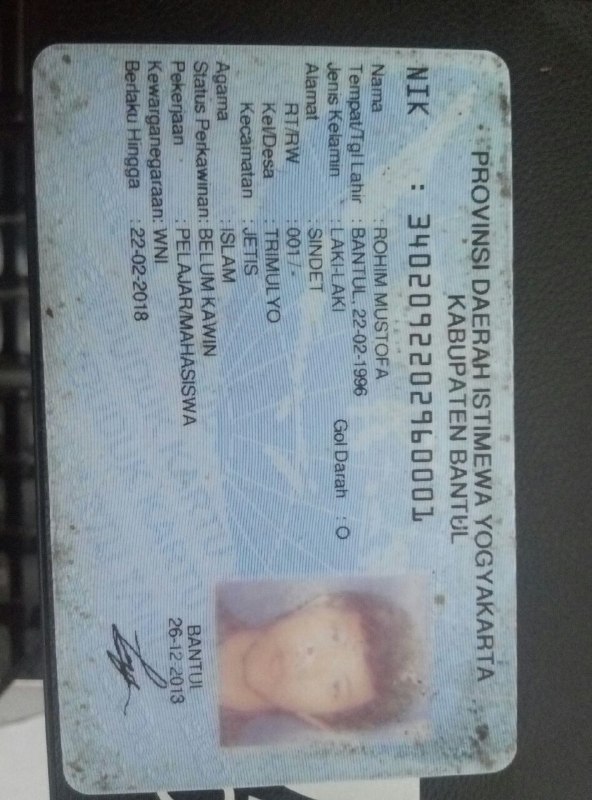 PROVINSI DAERAH ISTIMEWA YOGYAKARTA
KABUPATEN BANTUL
NIK : 3402092202960001
Nama : ROHIM MUSTOFA
Tempat/Tgl Lahir : BANTUL, 22-02-1996
Jenis Kelamin : LAKI-LAKI Gol Darah : O
Alamat : SINDET
RT/RW : 001 / -
Kel/Desa : TRIMULYO
Kecamatan : JETIS
Agama : ISLAM
Status Perkawinan: BELUM KAWIN
Pekerjaan : PELAJAR/MAHASISWA
Kewarganegaraan: WNI
Berlaku Hingga : 22-02-2018
BANTUL
26-12-2013